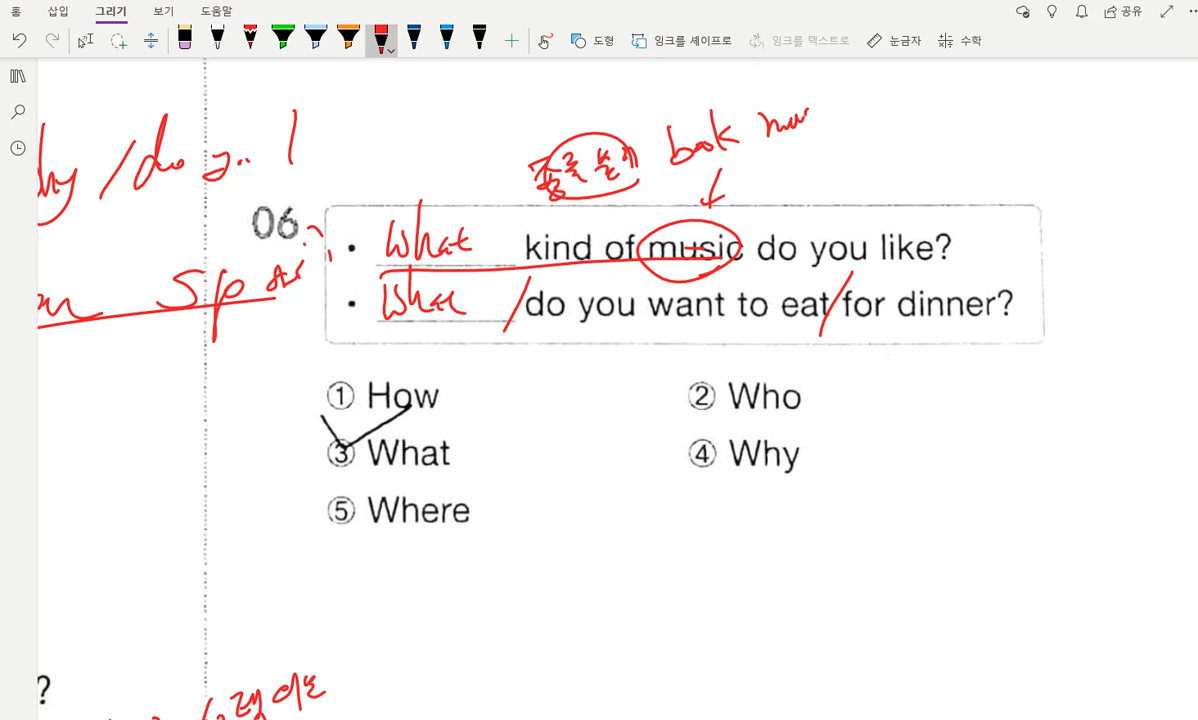 홈 삽입 그리기 보기 도움말 공유
도형 잉크를 셰이프로 잉크를 텍스트로 눈금자 수학
/do
book
종류 묻기
06
What kind of music do you like?
What / do you want to eat / for dinner?
① How ② Who
③ What ④ Why
⑤ Where
?